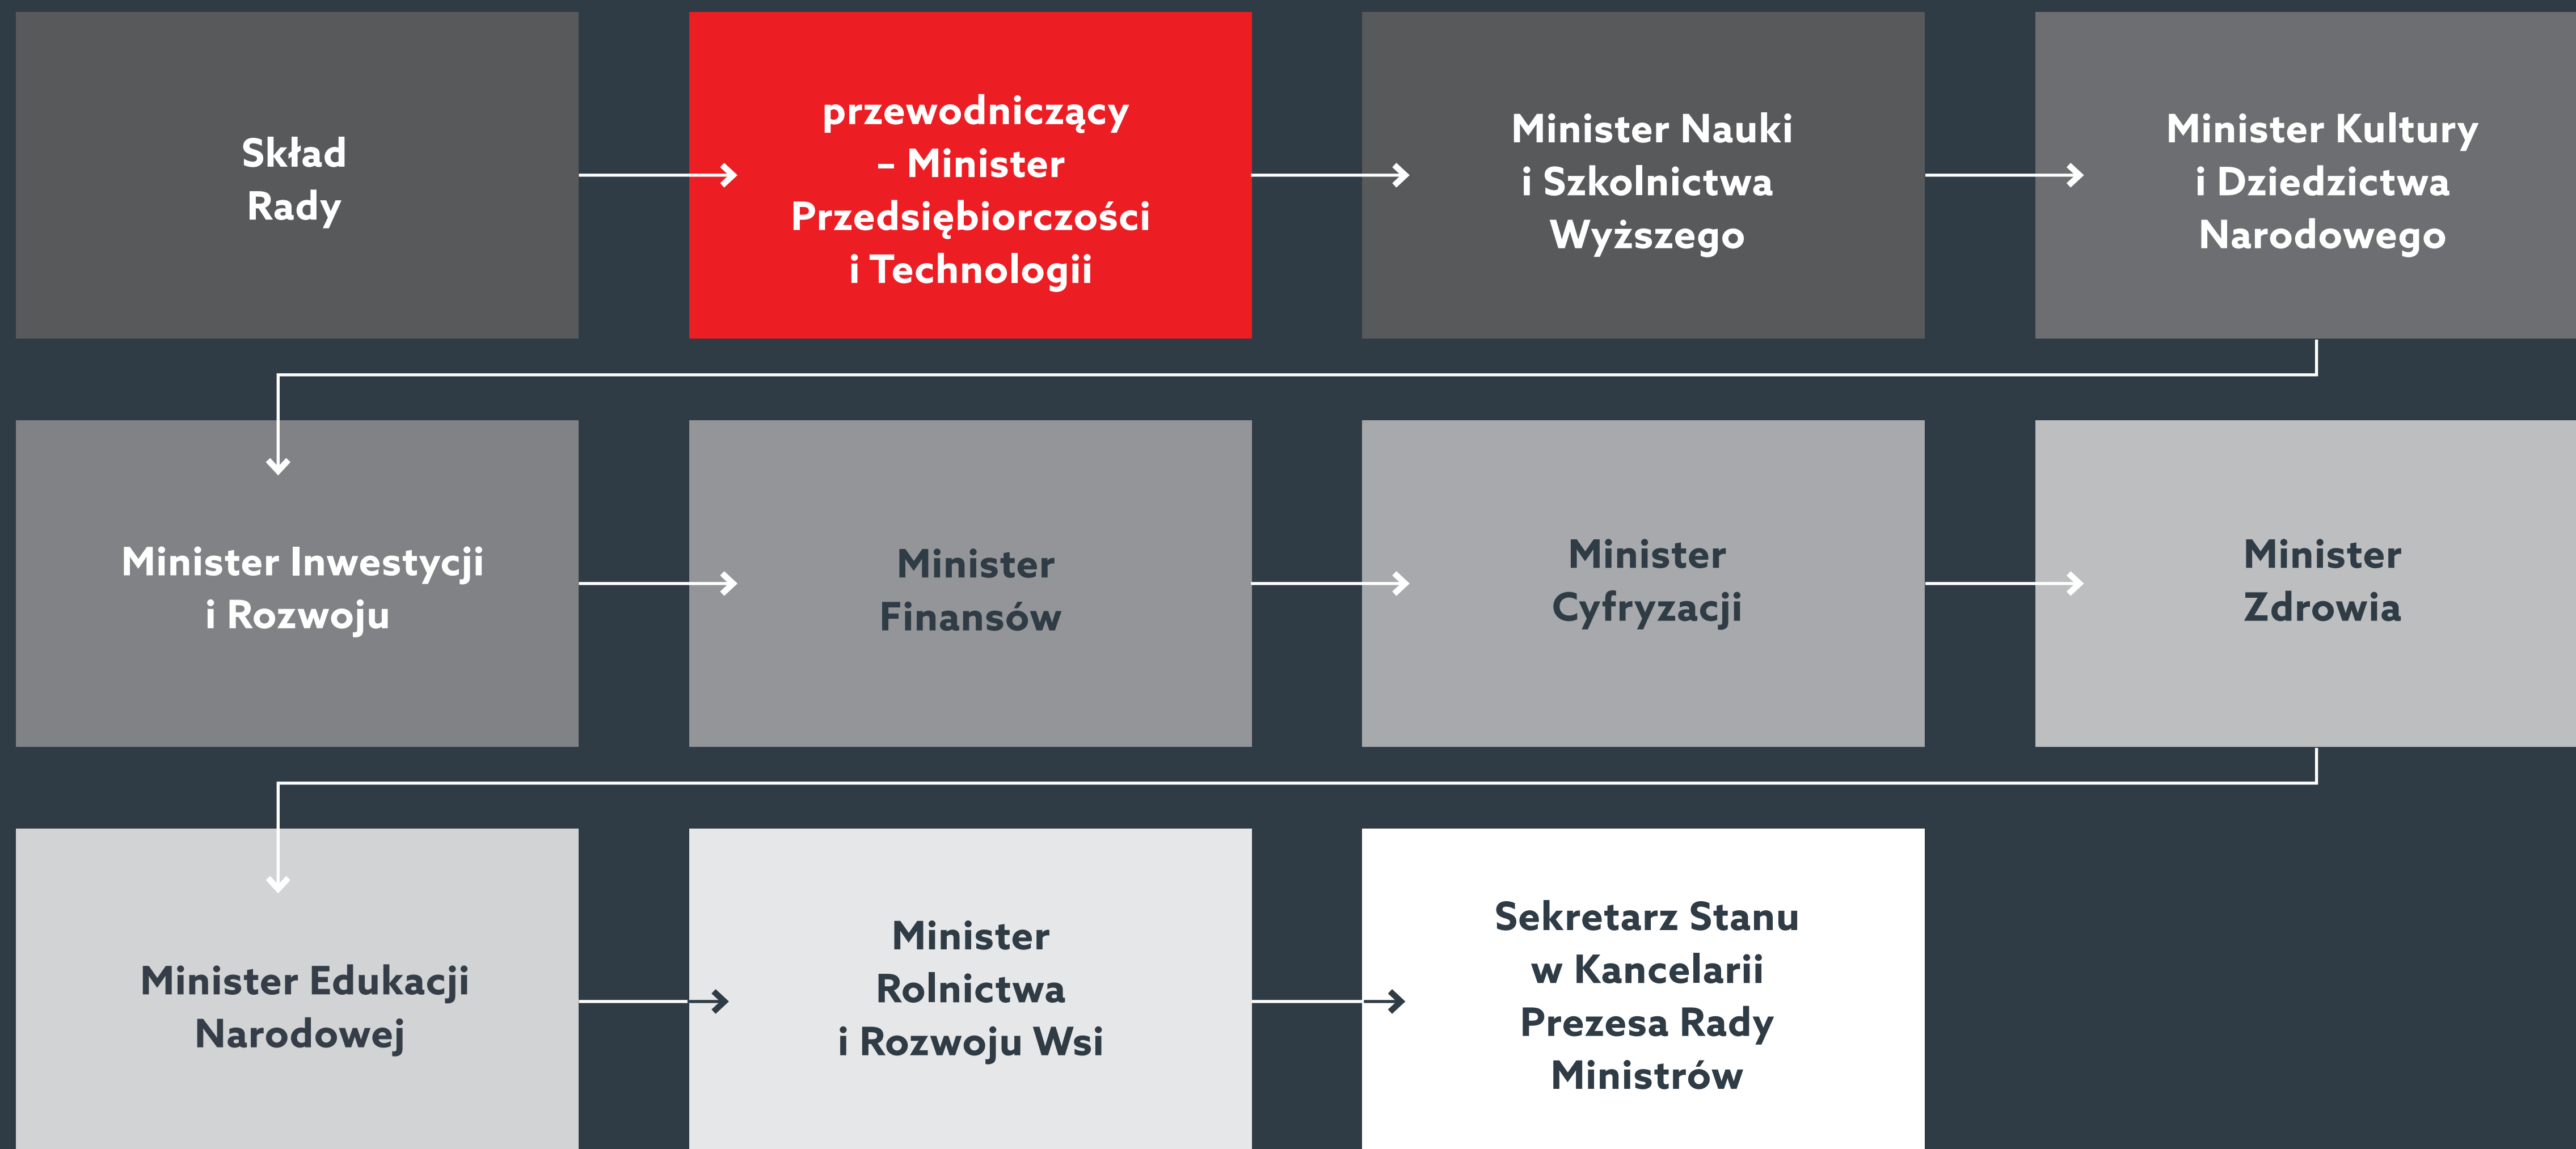 Skład
Rady
przewodniczący
– Minister
Przedsiębiorczości
i Technologii
Minister Nauki
i Szkolnictwa
Wyższego
Minister Kultury
i Dziedzictwa
Narodowego
Minister Inwestycji
i Rozwoju
Minister
Finansów
Minister
Cyfryzacji
Minister
Zdrowia
Minister Edukacji
Narodowej
Minister
Rolnictwa
i Rozwoju Wsi
Sekretarz Stanu
w Kancelarii
Prezesa Rady
Ministrów